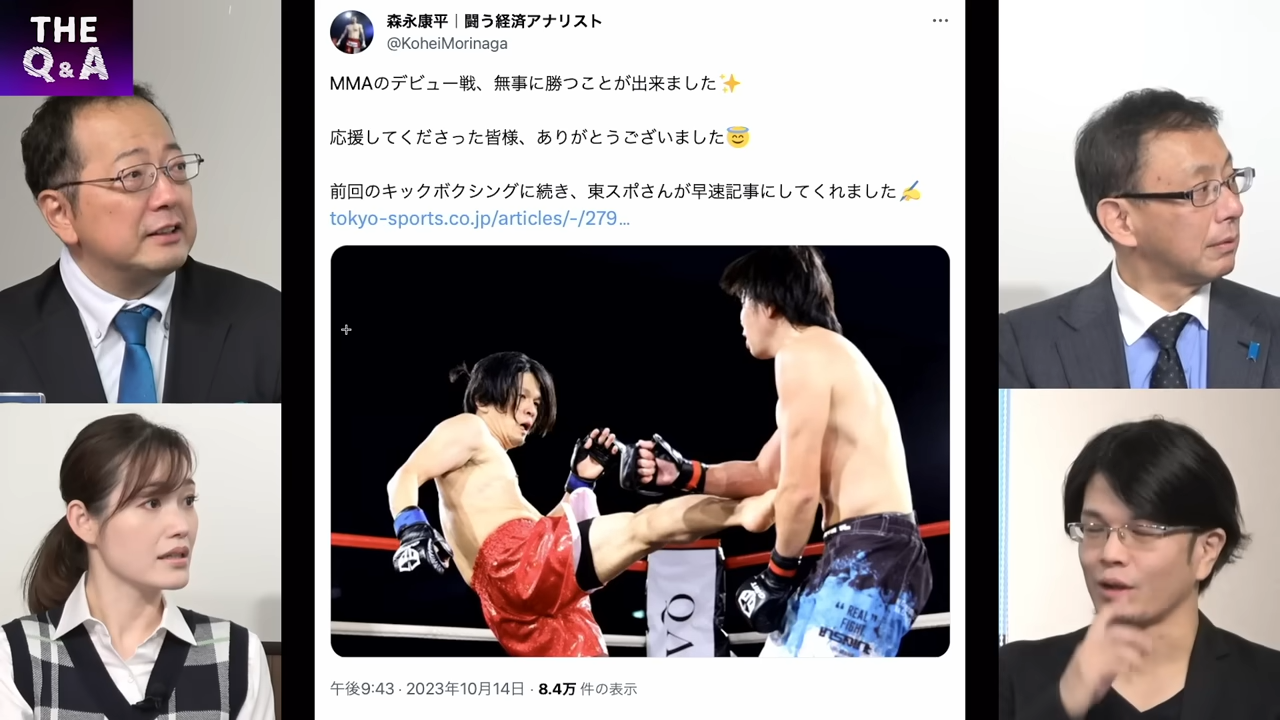 THE
Q&A
森永康平｜闘う経済アナリスト
@KoheiMorinaga
MMAのデビュー戦、無事に勝つことが出来ました✨
応援してくださった皆様、ありがとうございました😇
前回のキックボクシングに続き、東スポさんが早速記事にしてくれました✍️
tokyo-sports.co.jp/articles/-/279…
“REAL”
FIGHT
午後9:43 · 2023年10月14日 · 8.4万 件の表示